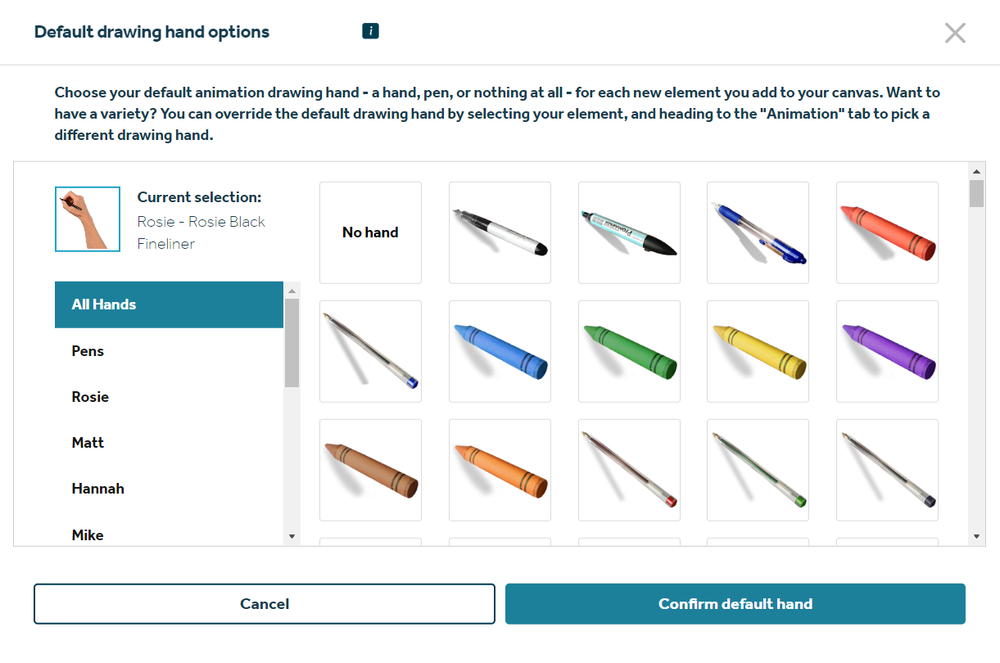 Default drawing hand options
i
Choose your default animation drawing hand - a hand, pen, or nothing at all - for each new element you add to your canvas. Want to
have a variety? You can override the default drawing hand by selecting your element, and heading to the "Animation" tab to pick a
different drawing hand.
Current selection:
Rosie - Rosie Black
Fineliner
No hand
All Hands
Pens
Rosie
Matt
Hannah
Mike
Cancel
Confirm default hand